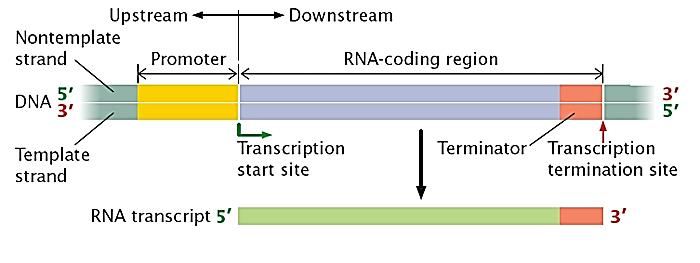 Upstream Downstream
Nontemplate
strand
Promoter
RNA-coding region
DNA 5′ 3′
3′ 5′
Template
strand
Transcription
start site
Terminator
Transcription
termination site
RNA transcript 5′ 3′